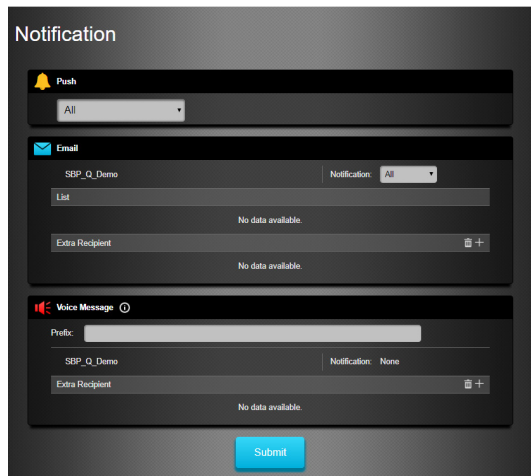 Notification
Push
All
Email
SBP_Q_Demo Notification: All
List
No data available.
Extra Recipient
No data available.
Voice Message
Prefix:
SBP_Q_Demo Notification: None
Extra Recipient
No data available.
Submit